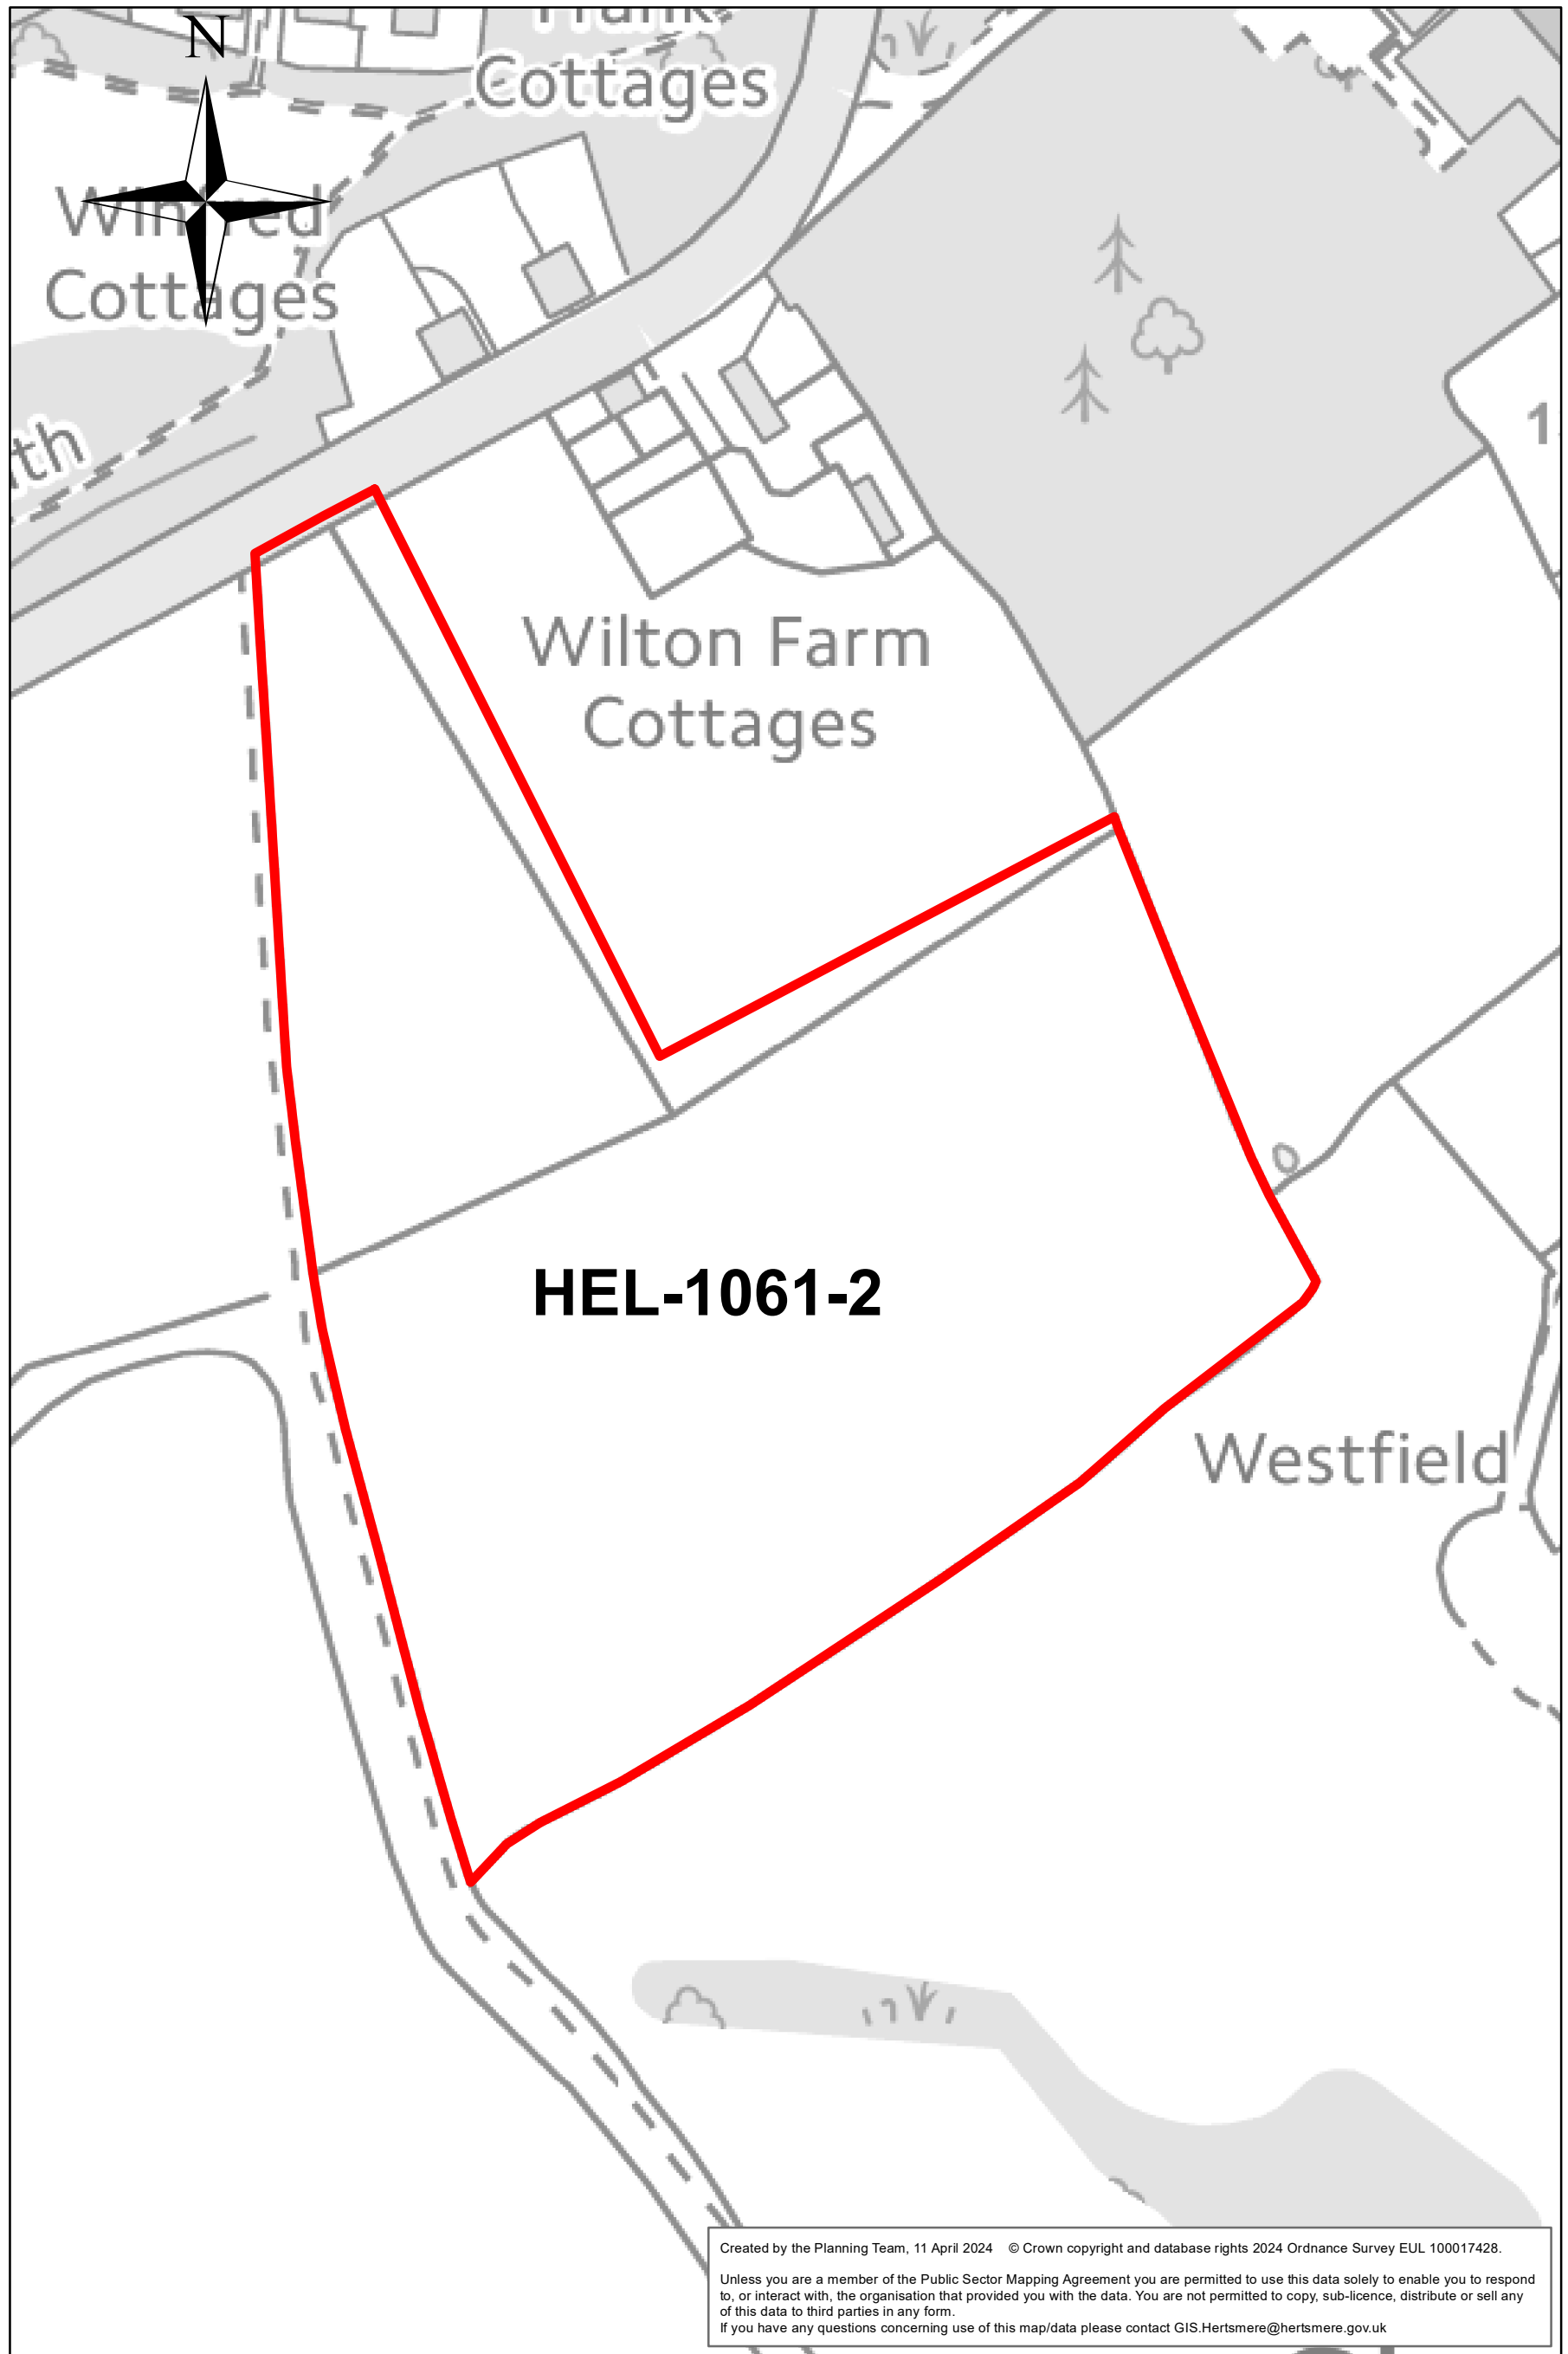 N
Cottages
Cottages
Wilton Farm
Cottages
HEL-1061-2
Westfield
Created by the Planning Team, 11 April 2024 © Crown copyright and database rights 2024 Ordnance Survey EUL 100017428.
Unless you are a member of the Public Sector Mapping Agreement you are permitted to use this data solely to enable you to respond
to, or interact with, the organisation that provided you with the data. You are not permitted to copy, sub-licence, distribute or sell any
of this data to third parties in any form.
If you have any questions concerning use of this map/data please contact GIS.Hertsmere@hertsmere.gov.uk